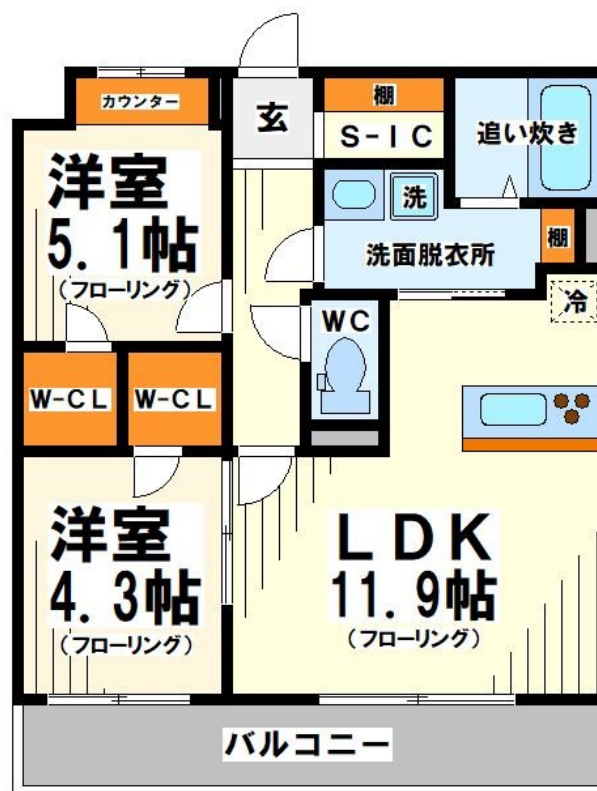 カウンター
玄
棚
S-IC
追い炊き
洋室
5.1帖
(フローリング)
洗
洗面脱衣所
棚
WC
冷
W-CL
W-CL
洋室
4.3帖
(フローリング)
LDK
11.9帖
(フローリング)
バルコニー